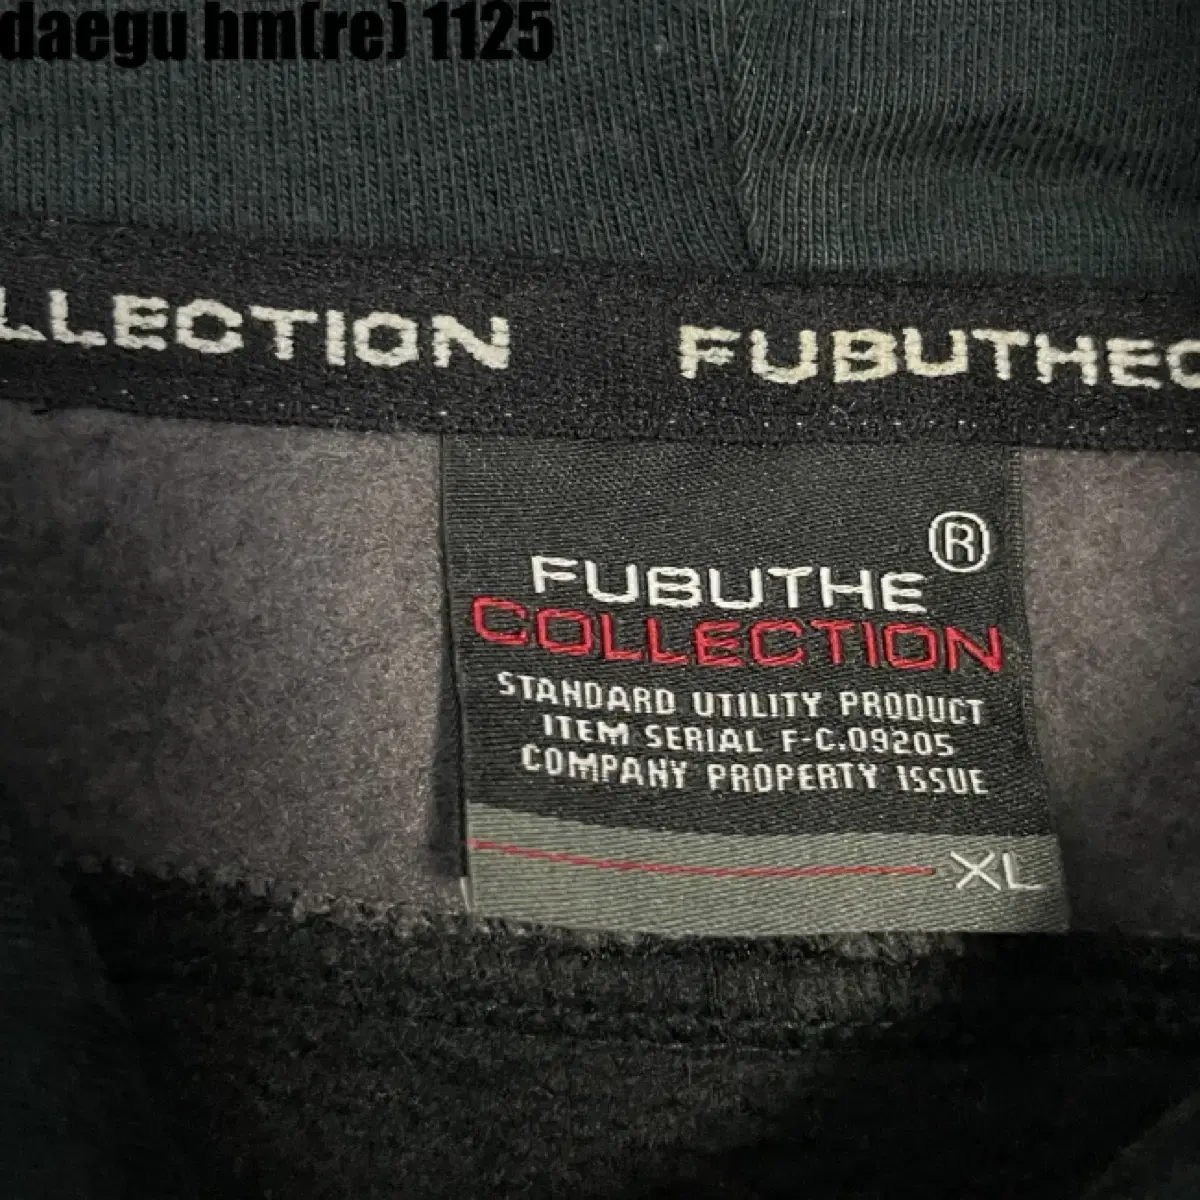 daegu hm(re) 1125
LLECTION FUBUTHEC
®
FUBUTHE
COLLECTION
STANDARD UTILITY PRODUCT
ITEM SERIAL F-C.09205
COMPANY PROPERTY ISSUE
XL